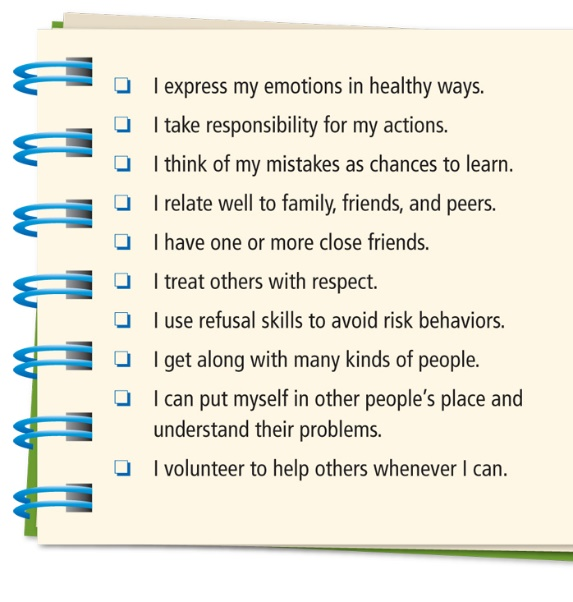 I express my emotions in healthy ways.
I take responsibility for my actions.
I think of my mistakes as chances to learn.
I relate well to family, friends, and peers.
I have one or more close friends.
I treat others with respect.
I use refusal skills to avoid risk behaviors.
I get along with many kinds of people.
I can put myself in other people’s place and
understand their problems.
I volunteer to help others whenever I can.